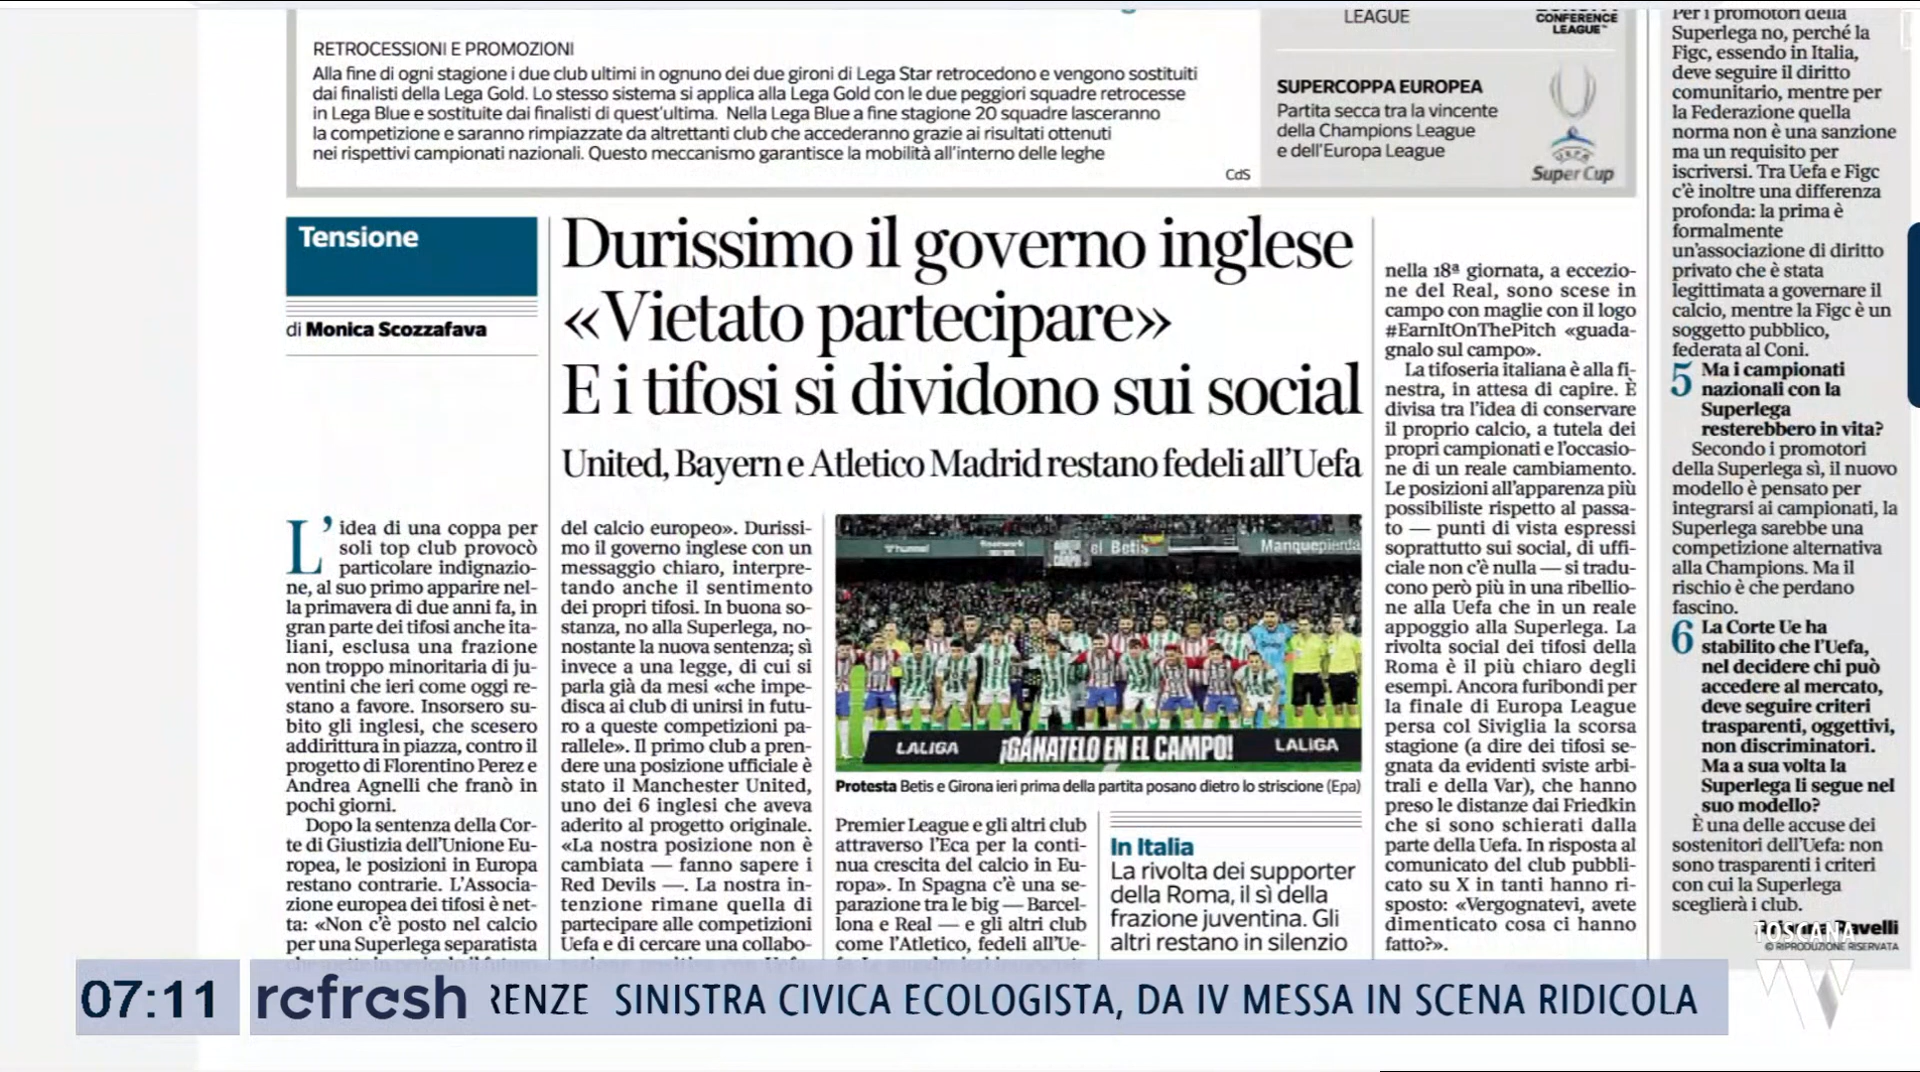 RETROCESSIONI E PROMOZIONI
Alla fine di ogni stagione i due club ultimi in ognuno dei due gironi di Lega Star retrocedono e vengono sostituiti
dai finalisti della Lega Gold. Lo stesso sistema si applica alla Lega Gold con le due peggiori squadre retrocesse
in Lega Blue e sostituite dai finalisti di quest'ultima. Nella Lega Blue a fine stagione 20 squadre lasceranno
la competizione e saranno rimpiazzate da altrettanti club che accederanno grazie ai risultati ottenuti
nei rispettivi campionati nazionali. Questo meccanismo garantisce la mobilità all'interno delle leghe
CdS
LEAGUE
CONFERENCE
LEAGUE
SUPERCOPPA EUROPEA
Partita secca tra la vincente
della Champions League
e dell'Europa League
UEFA
Super Cup
Tensione
di Monica Scozzafava
Durissimo il governo inglese
«Vietato partecipare»
E i tifosi si dividono sui social
United, Bayern e Atletico Madrid restano fedeli all'Uefa
L'idea di una coppa per
soli top club provocò
particolare indignazio-
ne, al suo primo apparire nel-
la primavera di due anni fa, in
gran parte dei tifosi anche ita-
liani, esclusa una frazione
non troppo minoritaria di ju-
ventini che ieri come oggi re-
stano a favore. Insorsero su-
bito gli inglesi, che scesero
addirittura in piazza, contro il
progetto di Florentino Perez e
Andrea Agnelli che franò in
pochi giorni.
Dopo la sentenza della Cor-
te di Giustizia dell'Unione Eu-
ropea, le posizioni in Europa
restano contrarie. L'Associa-
zione europea dei tifosi è net-
ta: «Non c'è posto nel calcio
per una Superlega separatista
del calcio europeo». Durissi-
mo il governo inglese con un
messaggio chiaro, interpre-
tando anche il sentimento
dei propri tifosi. In buona so-
stanza, no alla Superlega, no-
nostante la nuova sentenza; sì
invece a una legge, di cui si
parla già da mesi «che impe-
disca ai club di unirsi in futu-
ro a queste competizioni pa-
rallele». Il primo club a pren-
dere una posizione ufficiale è
stato il Manchester United,
uno dei 6 inglesi che aveva
aderito al progetto originale.
«La nostra posizione non è
cambiata — fanno sapere i
Red Devils —. La nostra in-
tenzione rimane quella di
partecipare alle competizioni
Uefa e di cercare una collabo-
el Betis
Manquepierda
LALIGA
¡GÁNATELO EN EL CAMPO!
LALIGA
Protesta Betis e Girona ieri prima della partita posano dietro lo striscione (Epa)
Premier League e gli altri club
attraverso l'Eca per la conti-
nua crescita del calcio in Eu-
ropa». In Spagna c'è una se-
parazione tra le big — Barcel-
lona e Real — e gli altri club
come l'Atletico, fedeli all'Ue-
In Italia
La rivolta dei supporter
della Roma, il sì della
frazione juventina. Gli
altri restano in silenzio
nella 18ª giornata, a eccezio-
ne del Real, sono scese in
campo con maglie con il logo
#EarnItOnThePitch «guada-
gnalo sul campo».
La tifoseria italiana è alla fi-
nestra, in attesa di capire. È
divisa tra l'idea di conservare
il proprio calcio, a tutela dei
propri campionati e l'occasio-
ne di un reale cambiamento.
Le posizioni all'apparenza più
possibiliste rispetto al passa-
to — punti di vista espressi
soprattutto sui social, di uffi-
ciale non c'è nulla — si tradu-
cono però più in una ribellio-
ne alla Uefa che in un reale
appoggio alla Superlega. La
rivolta social dei tifosi della
Roma è il più chiaro degli
esempi. Ancora furibondi per
la finale di Europa League
persa col Siviglia la scorsa
stagione (a dire dei tifosi se-
gnata da evidenti sviste arbi-
trali e della Var), che hanno
preso le distanze dai Friedkin
che si sono schierati dalla
parte della Uefa. In risposta al
comunicato del club pubbli-
cato su X in tanti hanno ri-
sposto: «Vergognatevi, avete
dimenticato cosa ci hanno
fatto?».
Per i promotori della
Superlega no, perché la
Figc, essendo in Italia,
deve seguire il diritto
comunitario, mentre per
la Federazione quella
norma non è una sanzione
ma un requisito per
iscriversi. Tra Uefa e Figc
c'è inoltre una differenza
profonda: la prima è
formalmente
un'associazione di diritto
privato che è stata
legittimata a governare il
calcio, mentre la Figc è un
soggetto pubblico,
federata al Coni.
5 Ma i campionati
nazionali con la
Superlega
resterebbero in vita?
Secondo i promotori
della Superlega sì, il nuovo
modello è pensato per
integrarsi ai campionati, la
Superlega sarebbe una
competizione alternativa
alla Champions. Ma il
rischio è che perdano
fascino.
6 La Corte Ue ha
stabilito che l'Uefa,
nel decidere chi può
accedere al mercato,
deve seguire criteri
trasparenti, oggettivi,
non discriminatori.
Ma a sua volta la
Superlega li segue nel
suo modello?
È una delle accuse dei
sostenitori dell'Uefa: non
sono trasparenti i criteri
con cui la Superlega
sceglierà i club.
Ravelli
© RIPRODUZIONE RISERVATA
TOSCANA
07:11 refresh RENZE SINISTRA CIVICA ECOLOGISTA, DA IV MESSA IN SCENA RIDICOLA